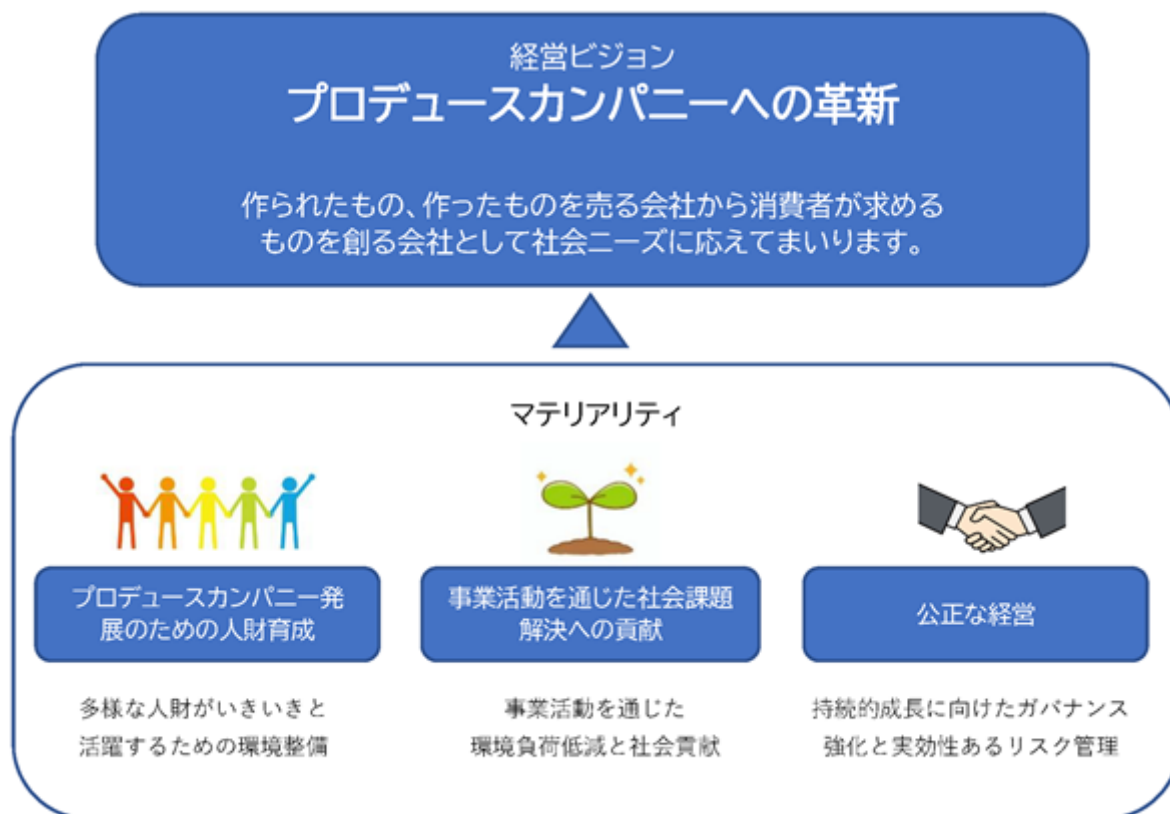 経営ビジョン
プロデュースカンパニーへの革新
作られたもの、作ったものを売る会社から消費者が求める
ものを創る会社として社会ニーズに応えてまいります。
マテリアリティ
プロデュースカンパニー発
展のための人財育成
多様な人財がいきいきと
活躍するための環境整備
事業活動を通じた社会課題
解決への貢献
事業活動を通じた
環境負荷低減と社会貢献
公正な経営
持続的成長に向けたガバナンス
強化と実効性あるリスク管理